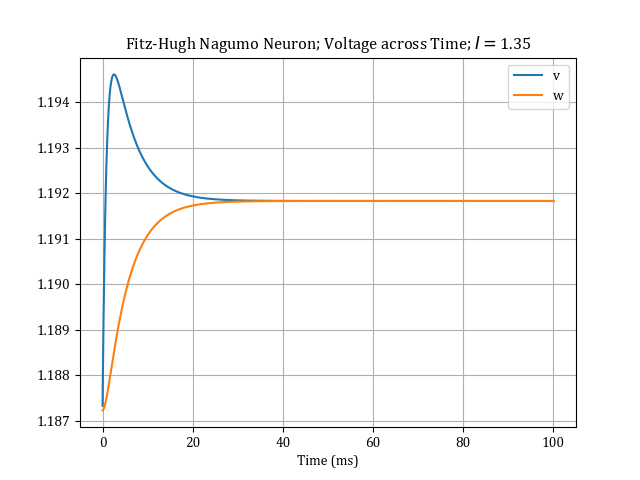 Fitz-Hugh Nagumo Neuron; Voltage across Time; I = 1.35
v
w
1.194
1.193
1.192
1.191
1.190
1.189
1.188
1.187
0 20 40 60 80 100
Time (ms)